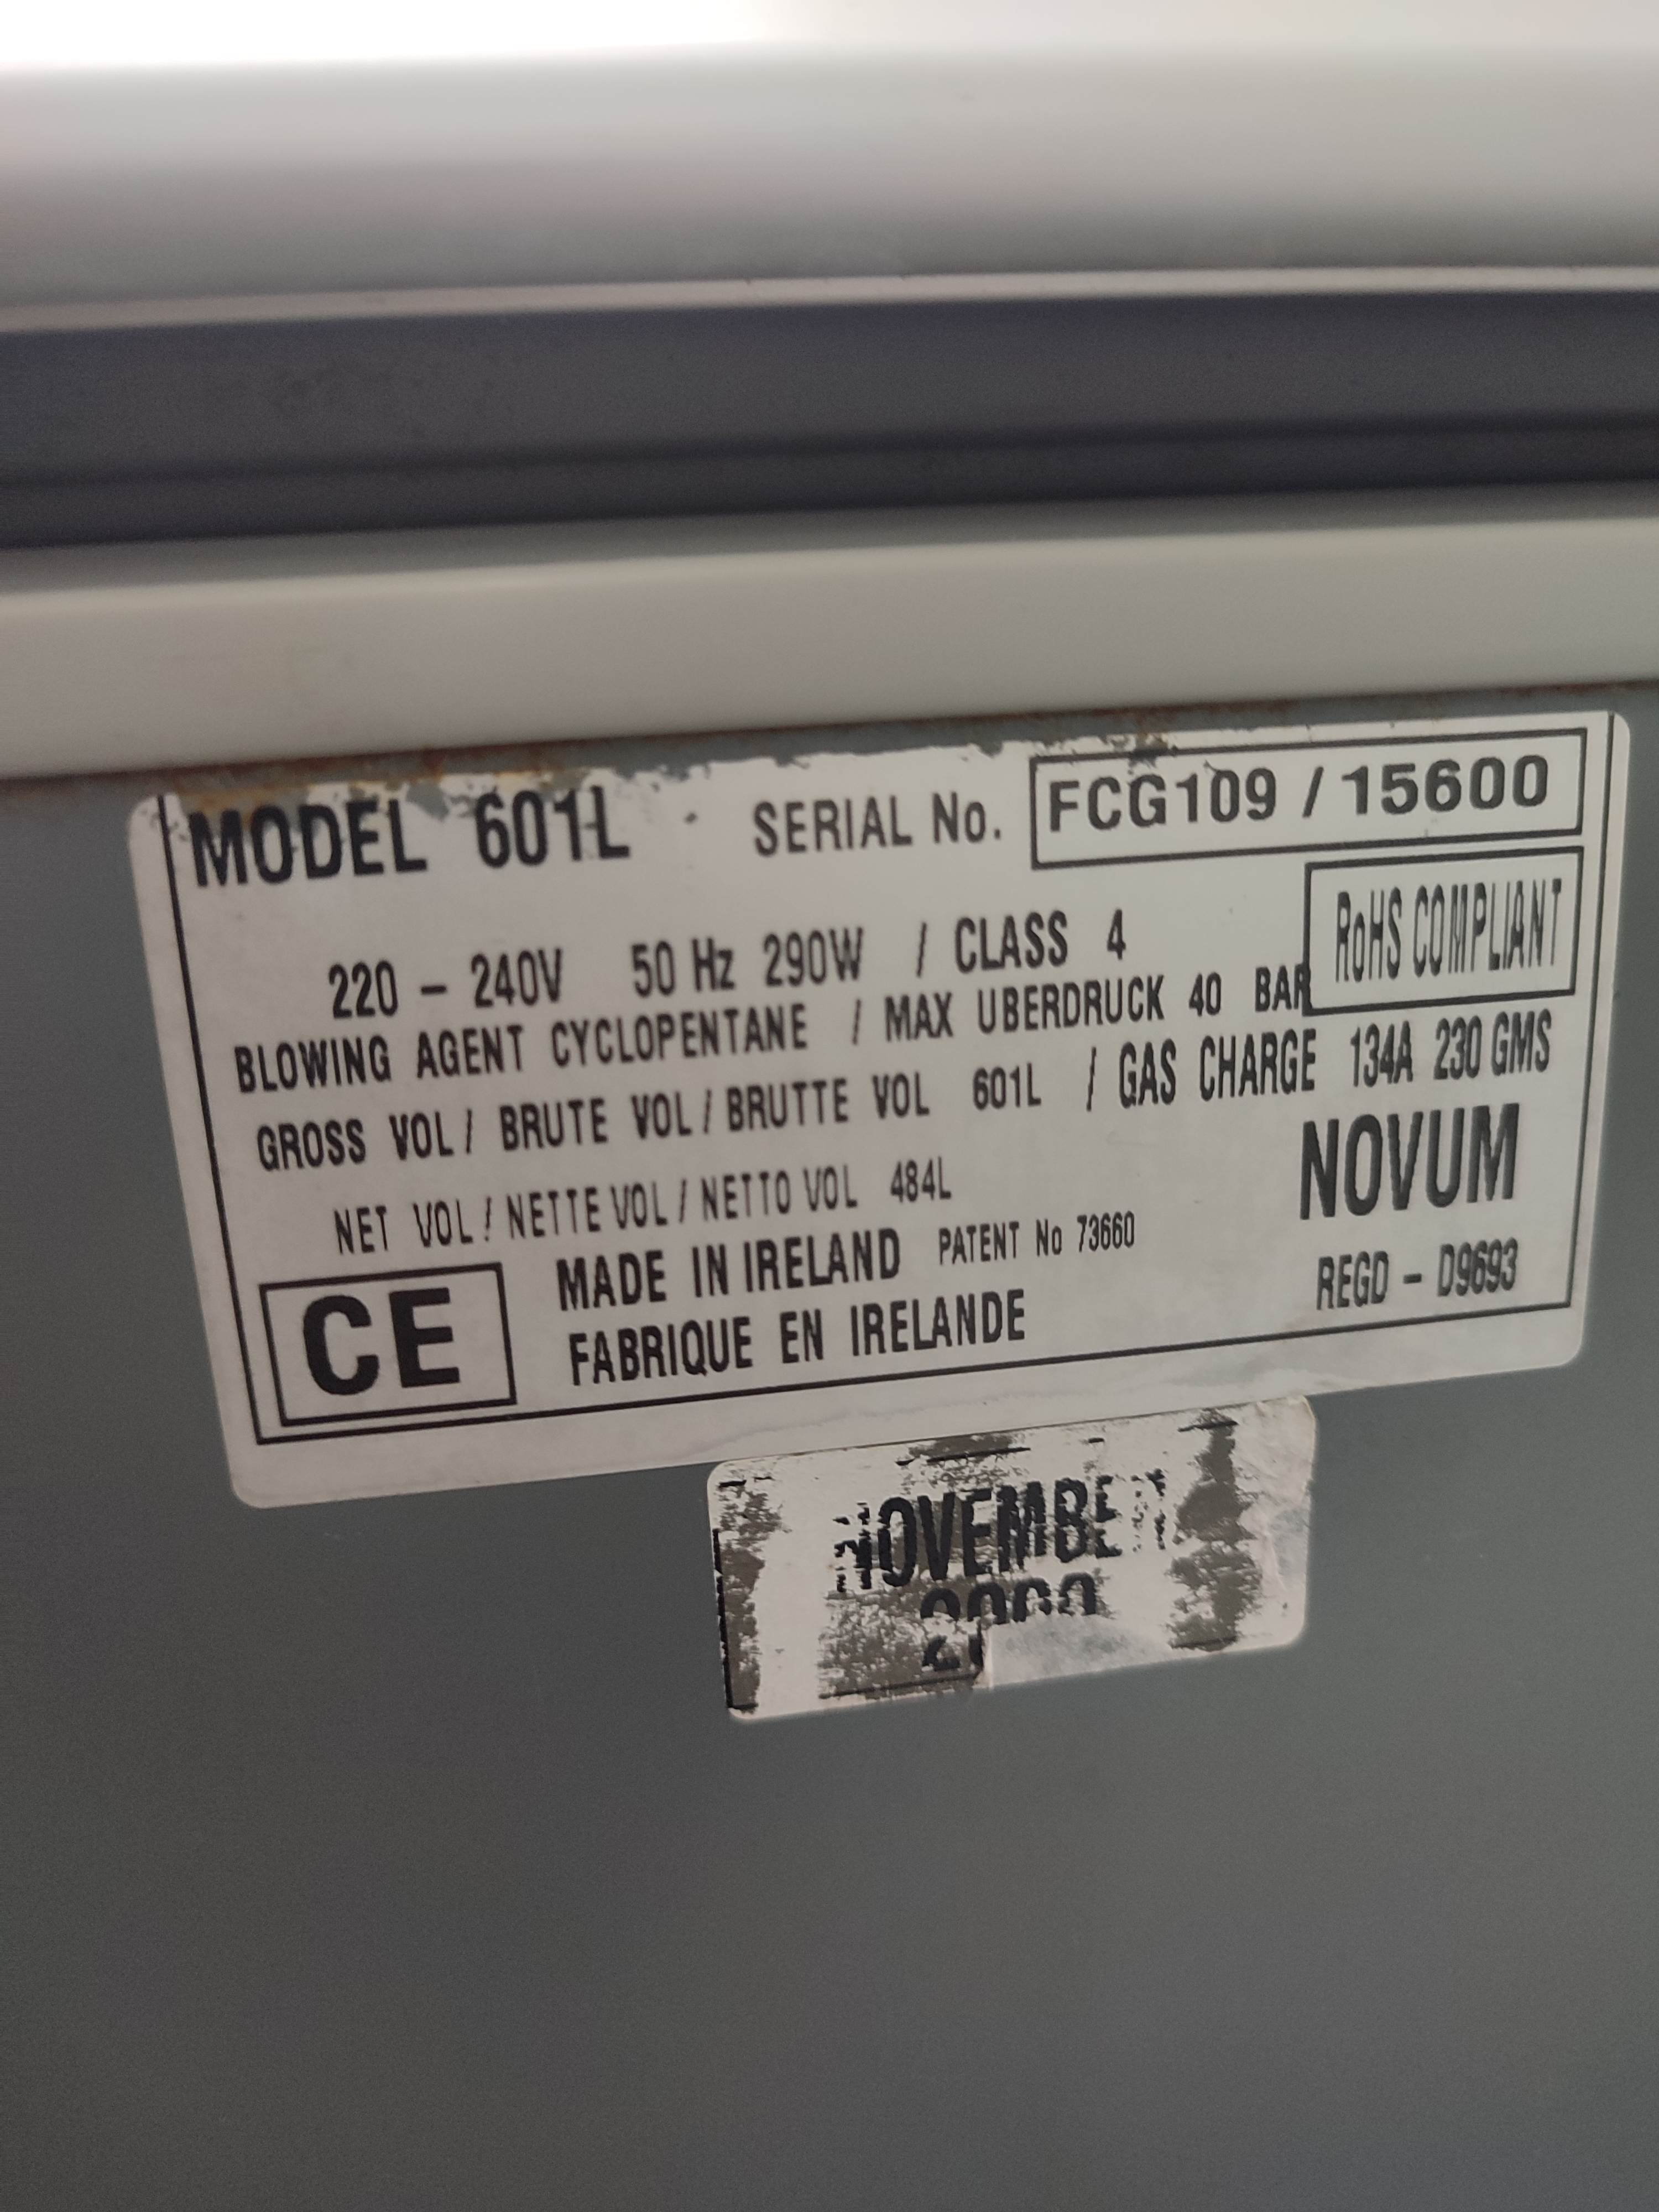 MODEL 601L SERIAL No. FCG109 / 15600
RoHS COMPLIANT
220 - 240V 50 Hz 290W / CLASS 4
BLOWING AGENT CYCLOPENTANE / MAX UBERDRUCK 40 BAR
GROSS VOL / BRUTE VOL / BRUTTE VOL 601L / GAS CHARGE 134A 230 GMS
NET VOL / NETTE VOL / NETTO VOL 484L
NOVUM
MADE IN IRELAND PATENT No 73660
REGD - D9693
CE
FABRIQUE EN IRELANDE
NOVEMBER